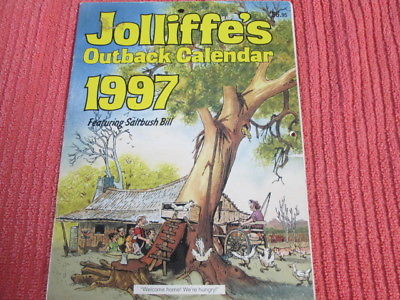 Jolliffe's
Outback Calendar
1997
Featuring Saltbush Bill
"Welcome home! We're hungry!"